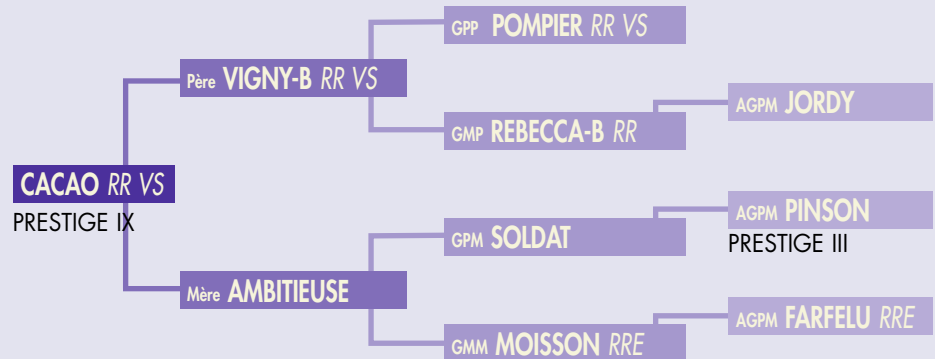 GPP POMPIER RR VS
Père VIGNY-B RR VS
GMP REBECCA-B RR
AGPM JORDY
CACAO RR VS
PRESTIGE IX
GPM SOLDAT
AGPM PINSON
PRESTIGE III
Mère AMBITIEUSE
GMM MOISSON RRE
AGPM FARFELU RRE